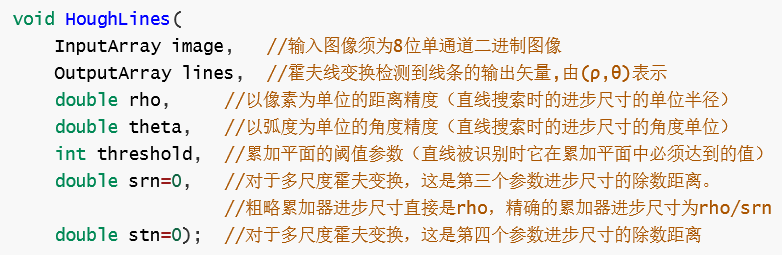 void HoughLines(
    InputArray image,   //输入图像须为8位单通道二进制图像
    OutputArray lines,  //霍夫线变换检测到线条的输出矢量,由(ρ,θ)表示
    double rho,     //以像素为单位的距离精度（直线搜索时的进步尺寸的单位半径）
    double theta,   //以弧度为单位的角度精度（直线搜索时的进步尺寸的角度单位）
    int threshold,  //累加平面的阈值参数（直线被识别时它在累加平面中必须达到的值）
    double srn=0,   //对于多尺度霍夫变换，这是第三个参数进步尺寸的除数距离。
                    //粗略累加器进步尺寸直接是rho，精确的累加器进步尺寸为rho/srn
    double stn=0);  //对于多尺度霍夫变换，这是第四个参数进步尺寸的除数距离